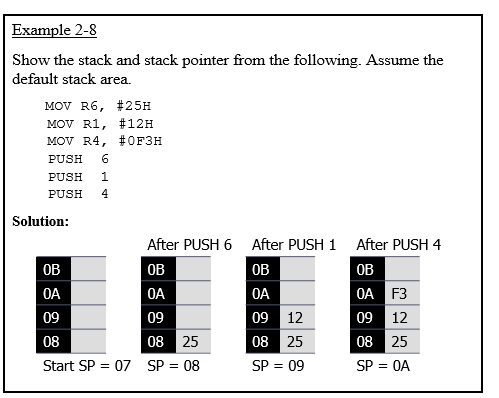 Example 2-8
Show the stack and stack pointer from the following. Assume the
default stack area.
MOV R6, #25H
MOV R1, #12H
MOV R4, #0F3H
PUSH 6
PUSH 1
PUSH 4
Solution:
After PUSH 6 After PUSH 1 After PUSH 4
0B 0B 0B 0B
0A 0A 0A 0A F3
09 09 09 12 09 12
08 08 25 08 25 08 25
Start SP = 07 SP = 08 SP = 09 SP = 0A